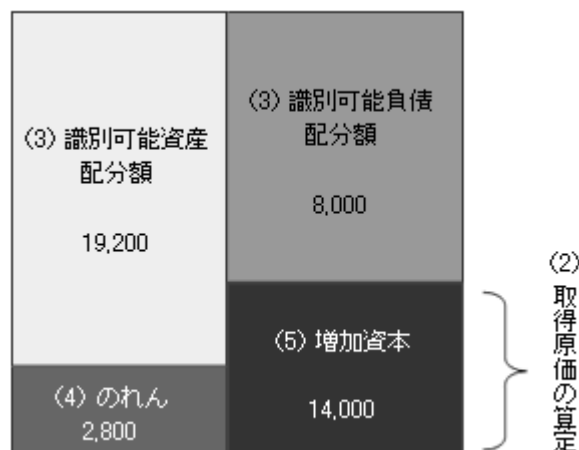 (3) 識別可能資産
配分額
19,200
(3) 識別可能負債
配分額
8,000
(4) のれん
2,800
(5) 増加資本
14,000
(2)
取得原価の算定